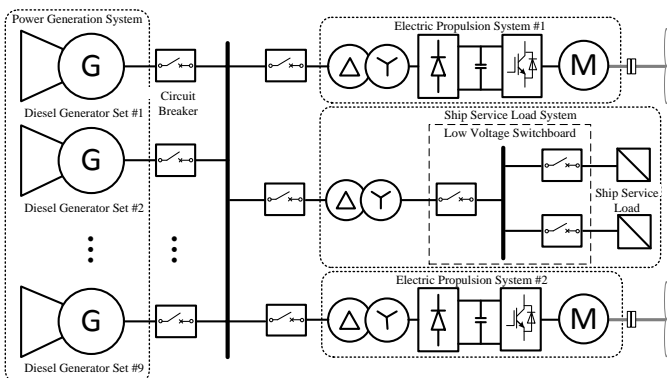 Power Generation System
G
Diesel Generator Set #1
Circuit
Breaker
G
Diesel Generator Set #2
G
Diesel Generator Set #9
Electric Propulsion System #1
M
Ship Service Load System
Low Voltage Switchboard
Ship Service
Load
Electric Propulsion System #2
M